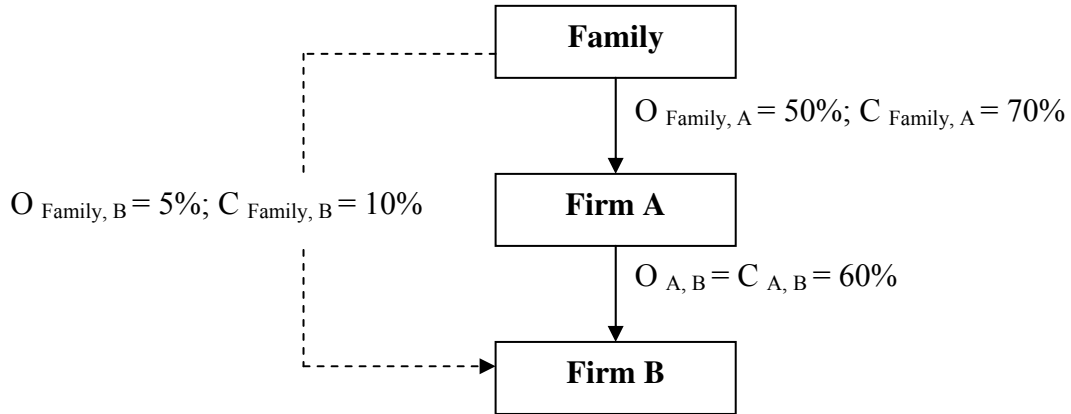 Family
O Family, A = 50%; C Family, A = 70%
O Family, B = 5%; C Family, B = 10%
Firm A
O A, B = C A, B = 60%
Firm B